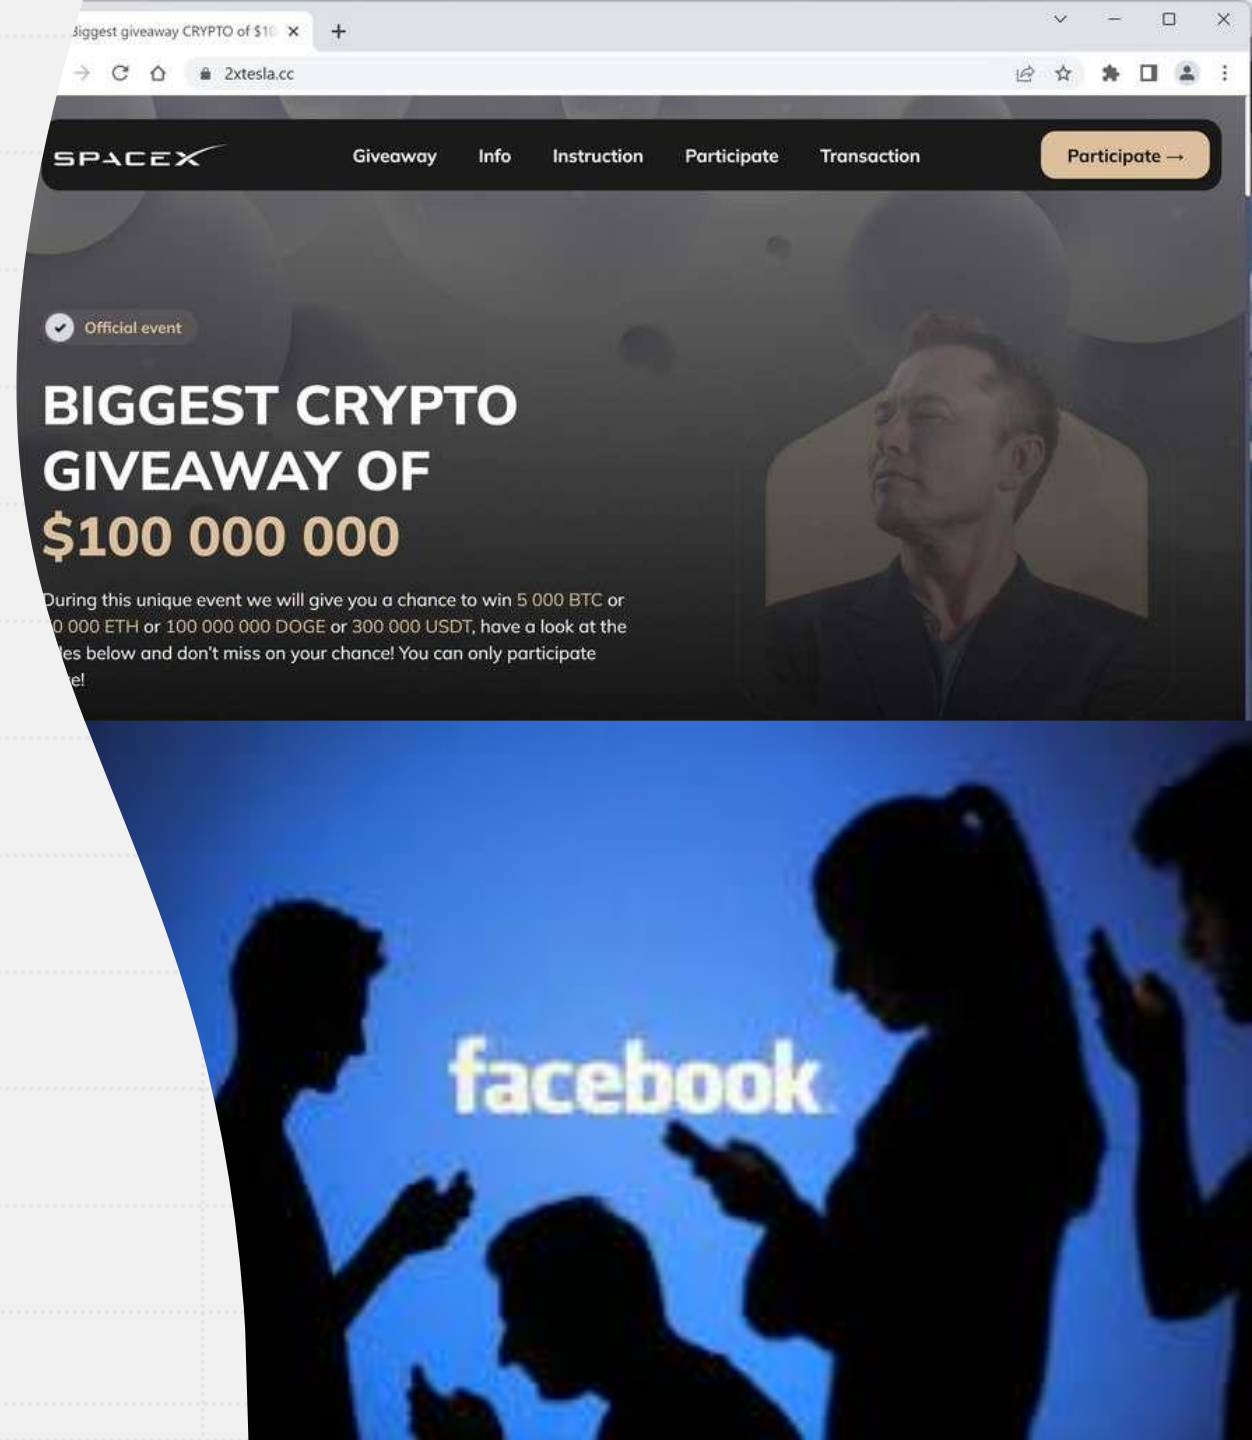 Biggest giveaway CRYPTO of $10
2xtesla.cc
SPACEX
Giveaway Info Instruction Participate Transaction Participate →
Official event
BIGGEST CRYPTO
GIVEAWAY OF
$100 000 000
During this unique event we will give you a chance to win 5 000 BTC or
0 000 ETH or 100 000 000 DOGE or 300 000 USDT, have a look at the
below and don't miss on your chance! You can only participate
facebook